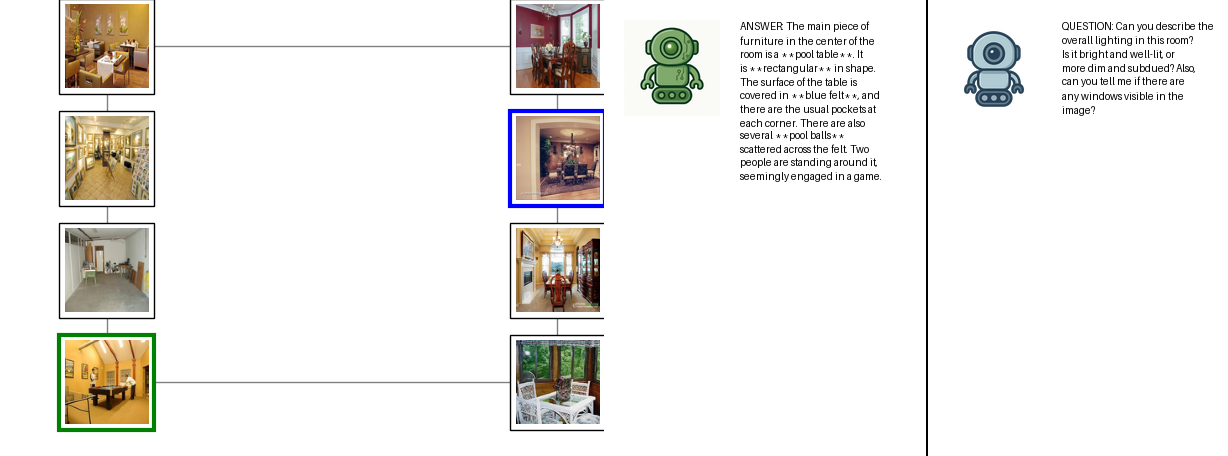 ANSWER: The main piece of
furniture in the center of the
room is a **pool table**. It
is **rectangular** in shape.
The surface of the table is
covered in **blue felt**, and
there are the usual pockets at
each corner. There are also
several **pool balls**
scattered across the felt. Two
people are standing around it,
seemingly engaged in a game.
QUESTION: Can you describe the
overall lighting in this room?
Is it bright and well-lit, or
more dim and subdued? Also,
can you tell me if there are
any windows visible in the
image?